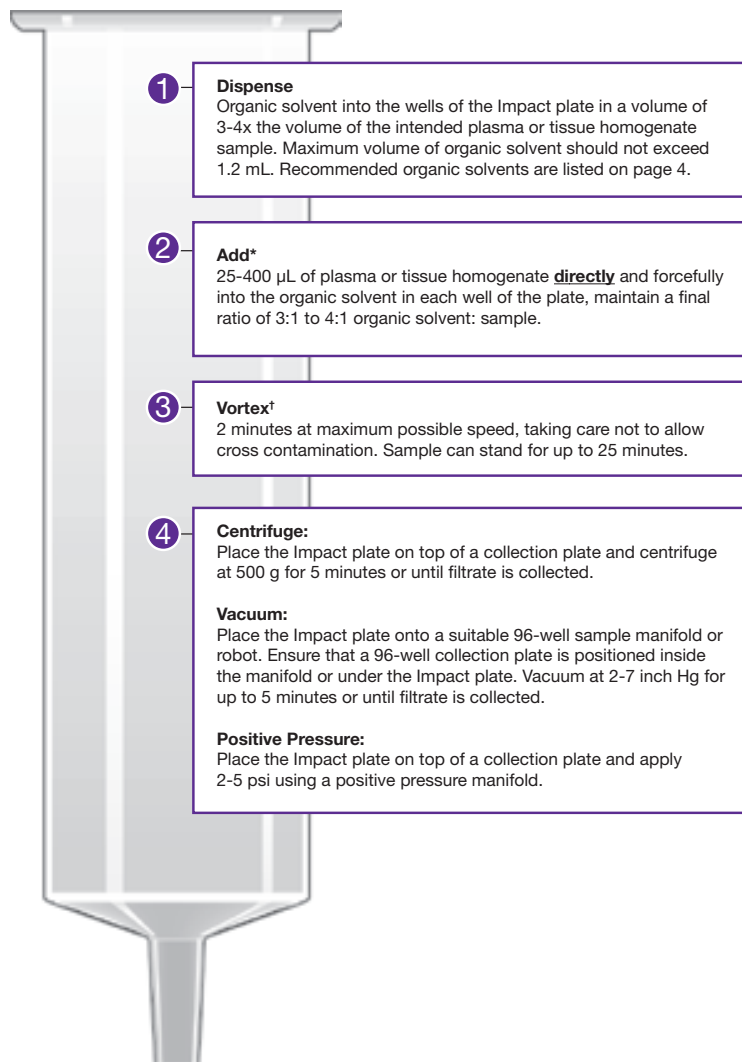 1
Dispense
Organic solvent into the wells of the Impact plate in a volume of
3-4x the volume of the intended plasma or tissue homogenate
sample. Maximum volume of organic solvent should not exceed
1.2 mL. Recommended organic solvents are listed on page 4.
2
Add*
25-400 µL of plasma or tissue homogenate directly and forcefully
into the organic solvent in each well of the plate, maintain a final
ratio of 3:1 to 4:1 organic solvent: sample.
3
Vortex†
2 minutes at maximum possible speed, taking care not to allow
cross contamination. Sample can stand for up to 25 minutes.
4
Centrifuge:
Place the Impact plate on top of a collection plate and centrifuge
at 500 g for 5 minutes or until filtrate is collected.
Vacuum:
Place the Impact plate onto a suitable 96-well sample manifold or
robot. Ensure that a 96-well collection plate is positioned inside
the manifold or under the Impact plate. Vacuum at 2-7 inch Hg for
up to 5 minutes or until filtrate is collected.
Positive Pressure:
Place the Impact plate on top of a collection plate and apply
2-5 psi using a positive pressure manifold.